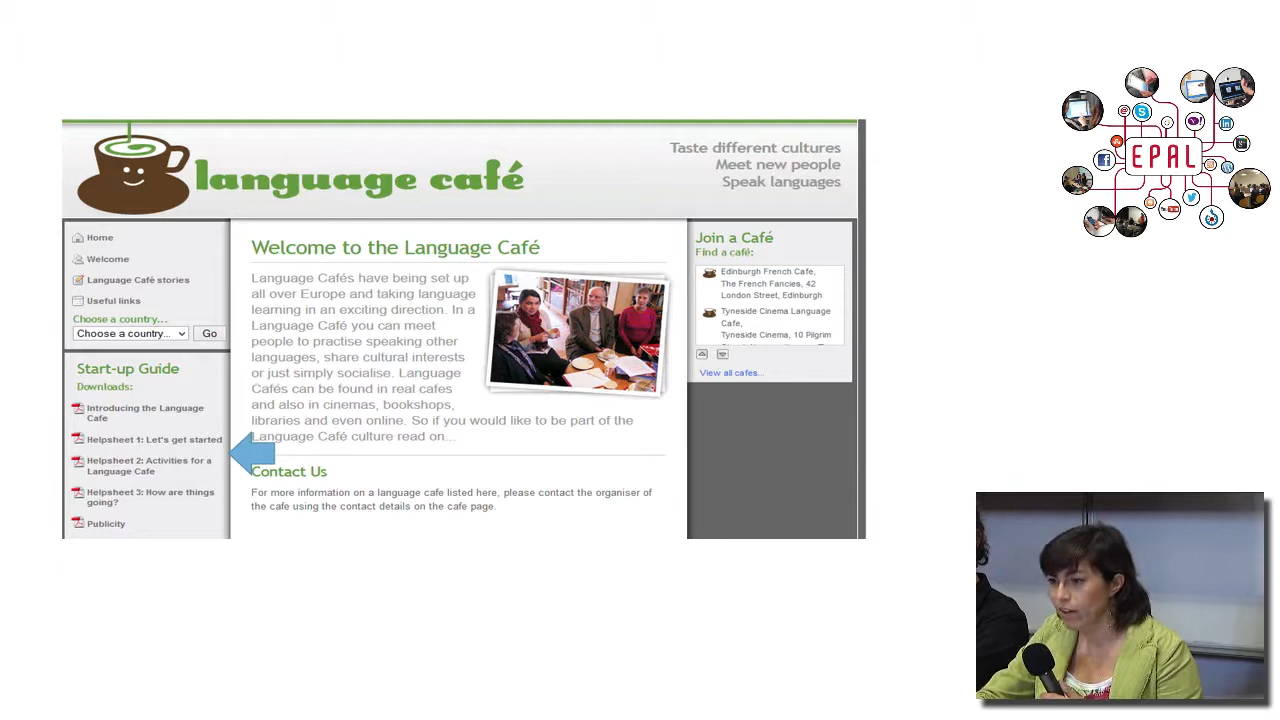 language café
Taste different cultures
Meet new people
Speak languages
EPAL
Home
Welcome
Language Café stories
Useful links
Choose a country...
Choose a country...
Go
Start-up Guide
Downloads:
Introducing the Language
Cafe
Helpsheet 1: Let's get started
Helpsheet 2: Activities for a
Language Cafe
Helpsheet 3: How are things
going?
Publicity
Welcome to the Language Café
Language Cafés have being set up
all over Europe and taking language
learning in an exciting direction. In a
Language Café you can meet
people to practise speaking other
languages, share cultural interests
or just simply socialise. Language
Cafés can be found in real cafes
and also in cinemas, bookshops,
libraries and even online. So if you would like to be part of the
Language Café culture read on...
Contact Us
For more information on a language cafe listed here, please contact the organiser of
the cafe using the contact details on the cafe page.
Join a Café
Find a café:
Edinburgh French Cafe,
The French Fancies, 42
London Street, Edinburgh
Tyneside Cinema Language
Cafe,
Tyneside Cinema, 10 Pilgrim
View all cafes...